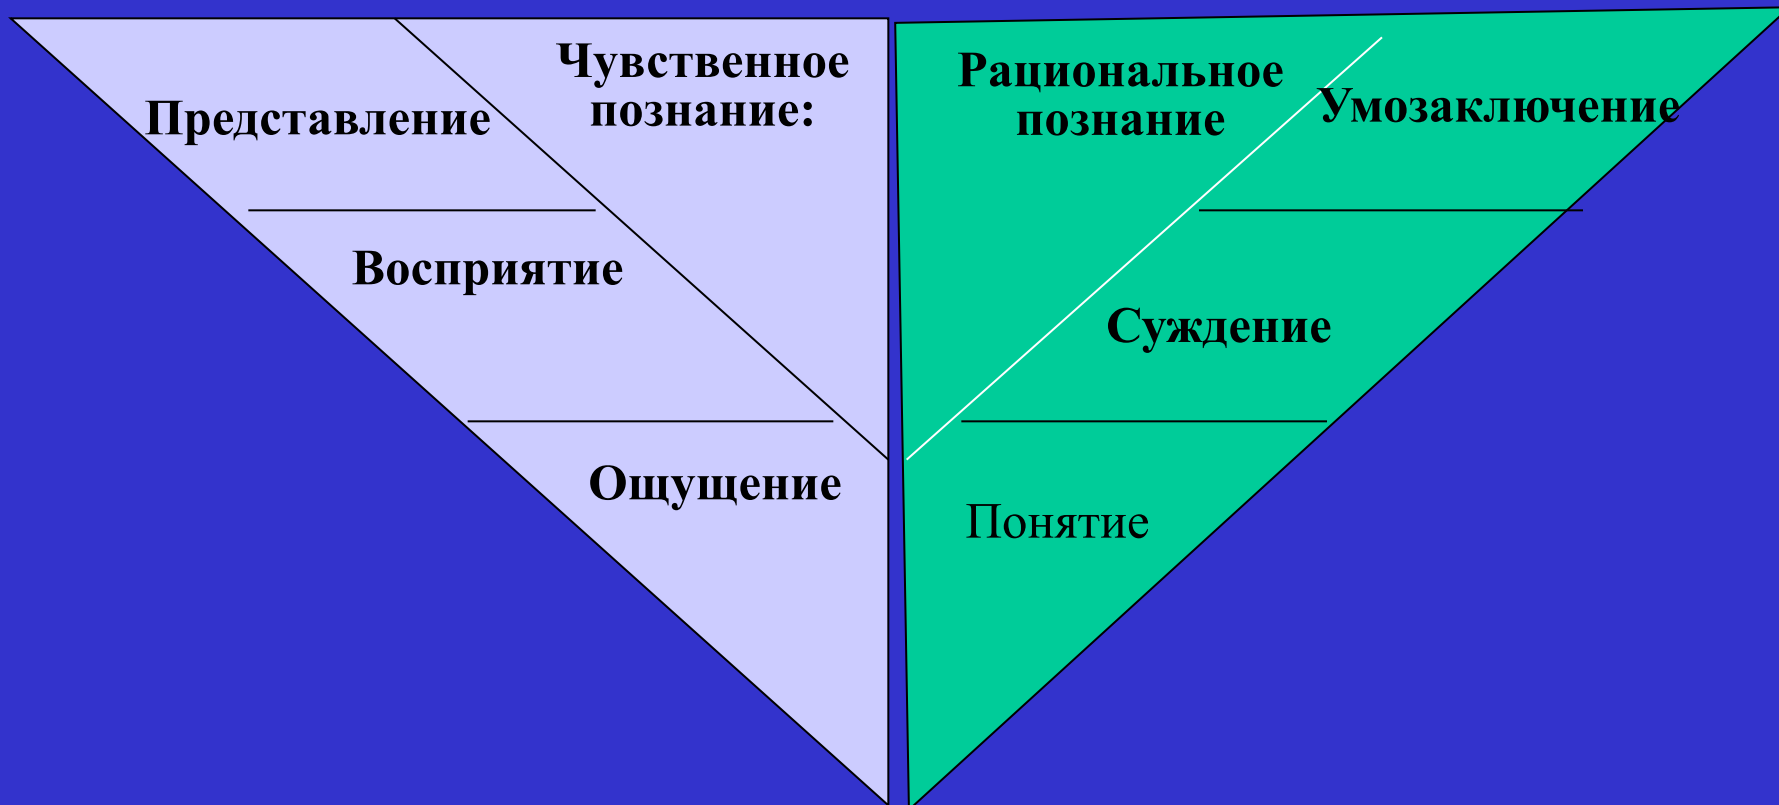 Чувственное
познание:
Представление
Восприятие
Ощущение
Рациональное
познание
Умозаключение
Суждение
Понятие